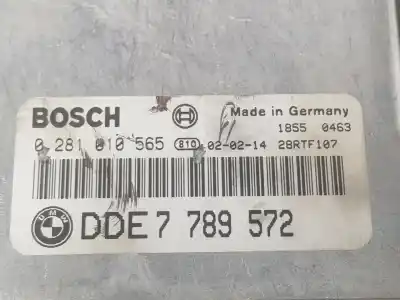 BOSCH Made in Germany
1855 0463
0 281 010 565 810 02-02-14 28RTF107
BMW DDE 7 789 572